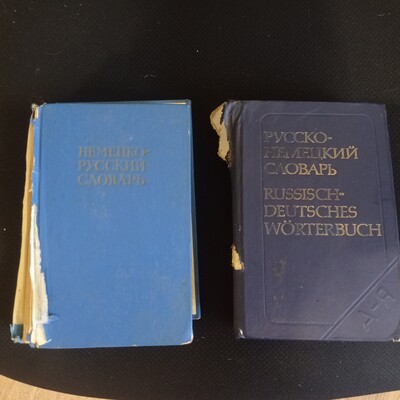 НЕМЕЦКО-
РУССКИЙ
СЛОВАРЬ
РУССКО-
НЕМЕЦКИЙ
СЛОВАРЬ
RUSSISCH-
DEUTSCHES
WÖRTERBUCH
А-Я